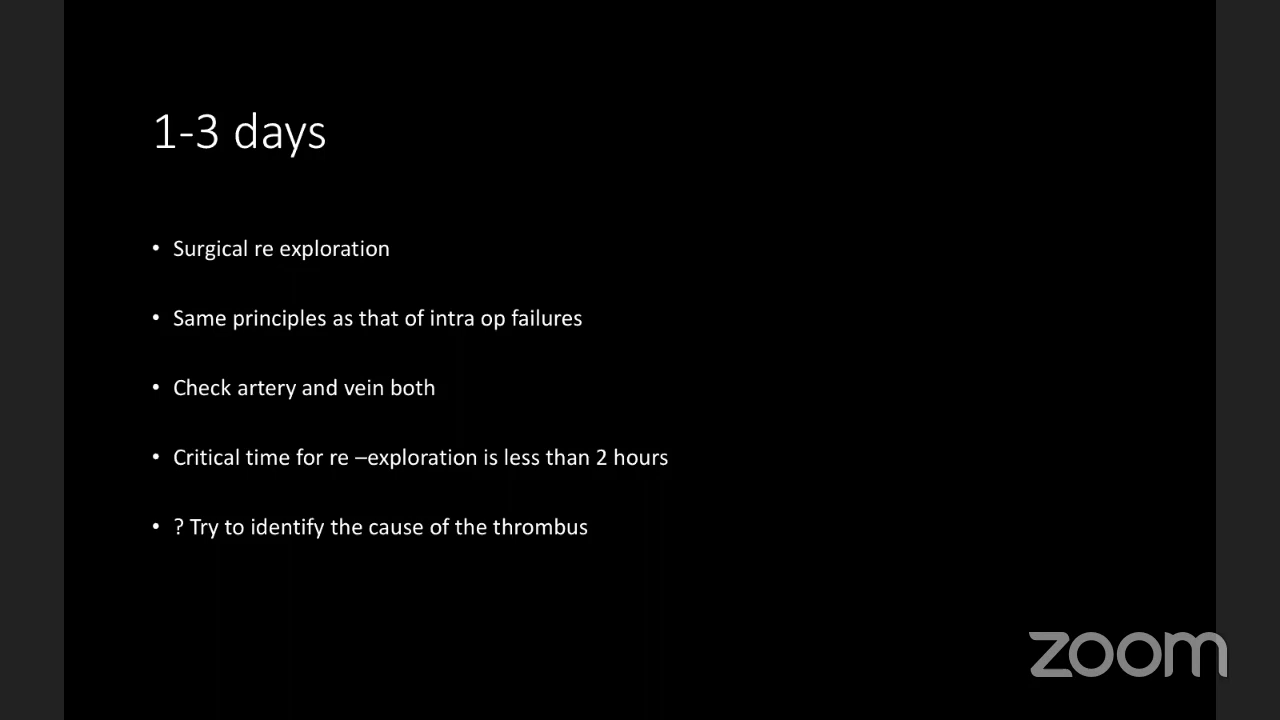 1-3 days
• Surgical re exploration
• Same principles as that of intra op failures
• Check artery and vein both
• Critical time for re –exploration is less than 2 hours
• ? Try to identify the cause of the thrombus
zoom